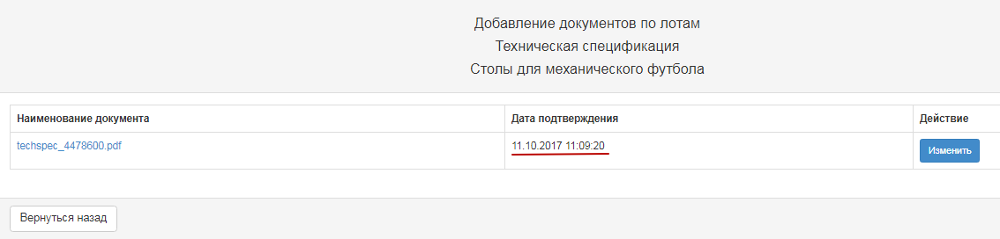 Добавление документов по лотам
Техническая спецификация
Столы для механического футбола
Наименование документа Дата подтверждения Действие
techspec_4478600.pdf 11.10.2017 11:09:20 Изменить
Вернуться назад